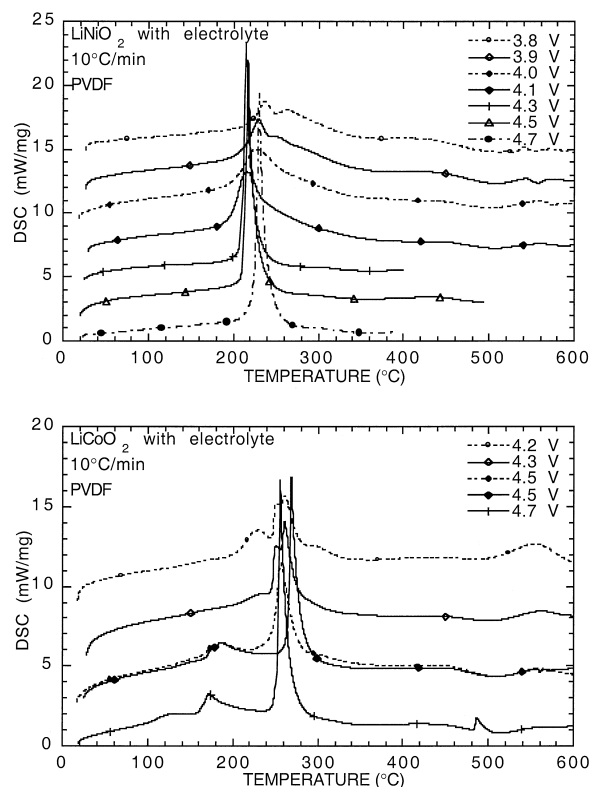 25
20
15
10
5
0
DSC (mW/mg)
LiNiO2 with electrolyte
10°C/min
PVDF
3.8 V
3.9 V
4.0 V
4.1 V
4.3 V
4.5 V
4.7 V
0 100 200 300 400 500 600
TEMPERATURE (°C)
20
15
10
5
0
DSC (mW/mg)
LiCoO2 with electrolyte
10°C/min
PVDF
4.2 V
4.3 V
4.5 V
4.5 V
4.7 V
0 100 200 300 400 500 600
TEMPERATURE (°C)